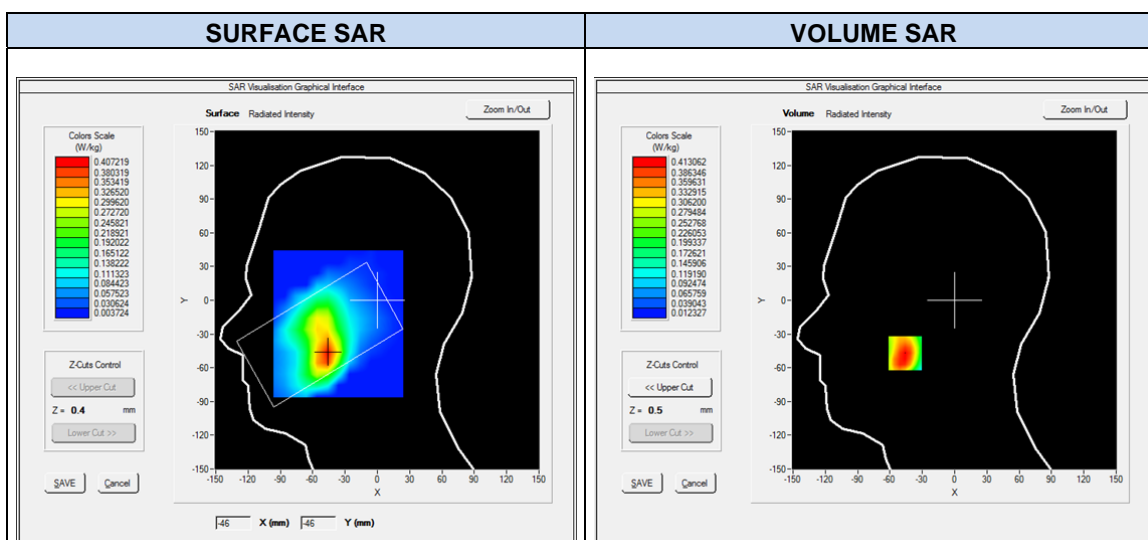 SURFACE SAR
SAR Visualisation Graphical Interface
Surface Radiated Intensity
Zoom In/Out
Colors Scale
(W/kg)
0.407219
0.380319
0.353419
0.326520
0.299620
0.272720
0.245821
0.218921
0.192022
0.165122
0.138222
0.111323
0.084423
0.057523
0.030624
0.003724
Z-Cuts Control
<< Upper Cut
Z = 0.4 mm
Lower Cut >>
SAVE Cancel
150
120
90
60
30
0
-30
-60
-90
-120
-150
Y
-150 -120 -90 -60 -30 0 30 60 90 120 150
X
-46 X (mm) -46 Y (mm)
VOLUME SAR
SAR Visualisation Graphical Interface
Volume Radiated Intensity
Zoom In/Out
Colors Scale
(W/kg)
0.413062
0.386346
0.359631
0.332915
0.306200
0.279484
0.252768
0.226053
0.199337
0.172621
0.145906
0.119190
0.092474
0.065759
0.039043
0.012327
Z-Cuts Control
<< Upper Cut
Z = 0.5 mm
Lower Cut >>
SAVE Cancel
150
120
90
60
30
0
-30
-60
-90
-120
-150
Y
-150 -120 -90 -60 -30 0 30 60 90 120 150
X